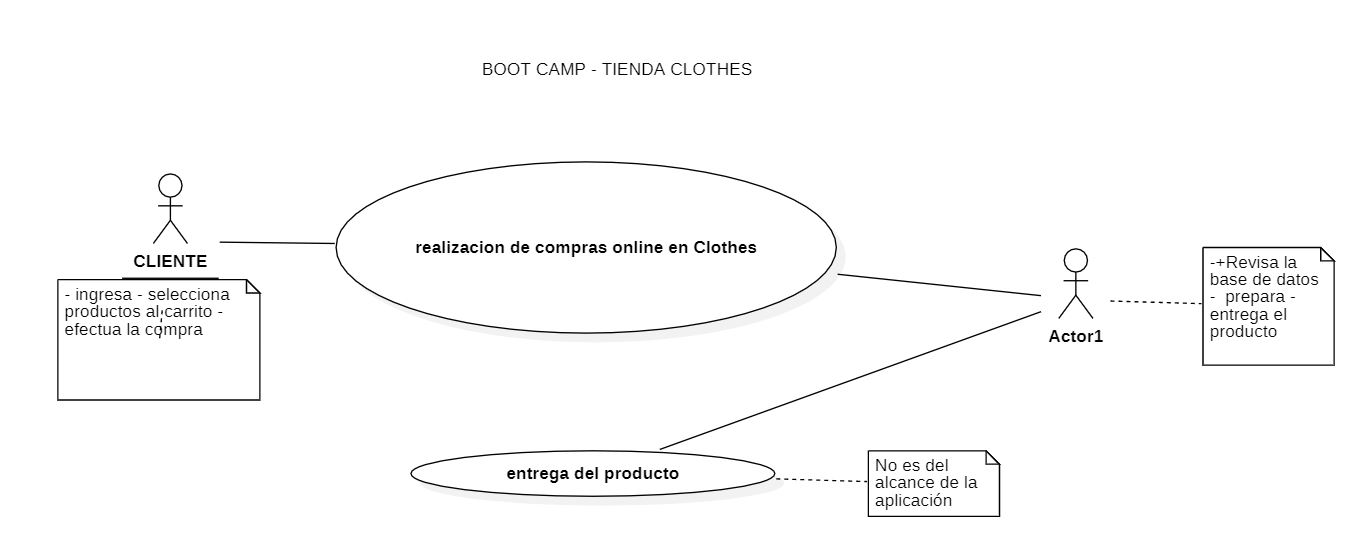 BOOT CAMP - TIENDA CLOTHES
CLIENTE
- ingresa - selecciona
productos al carrito -
efectua la compra
realizacion de compras online en Clothes
Actor1
-+Revisa la
base de datos
- prepara -
entrega el
producto
entrega del producto
No es del
alcance de la
aplicación